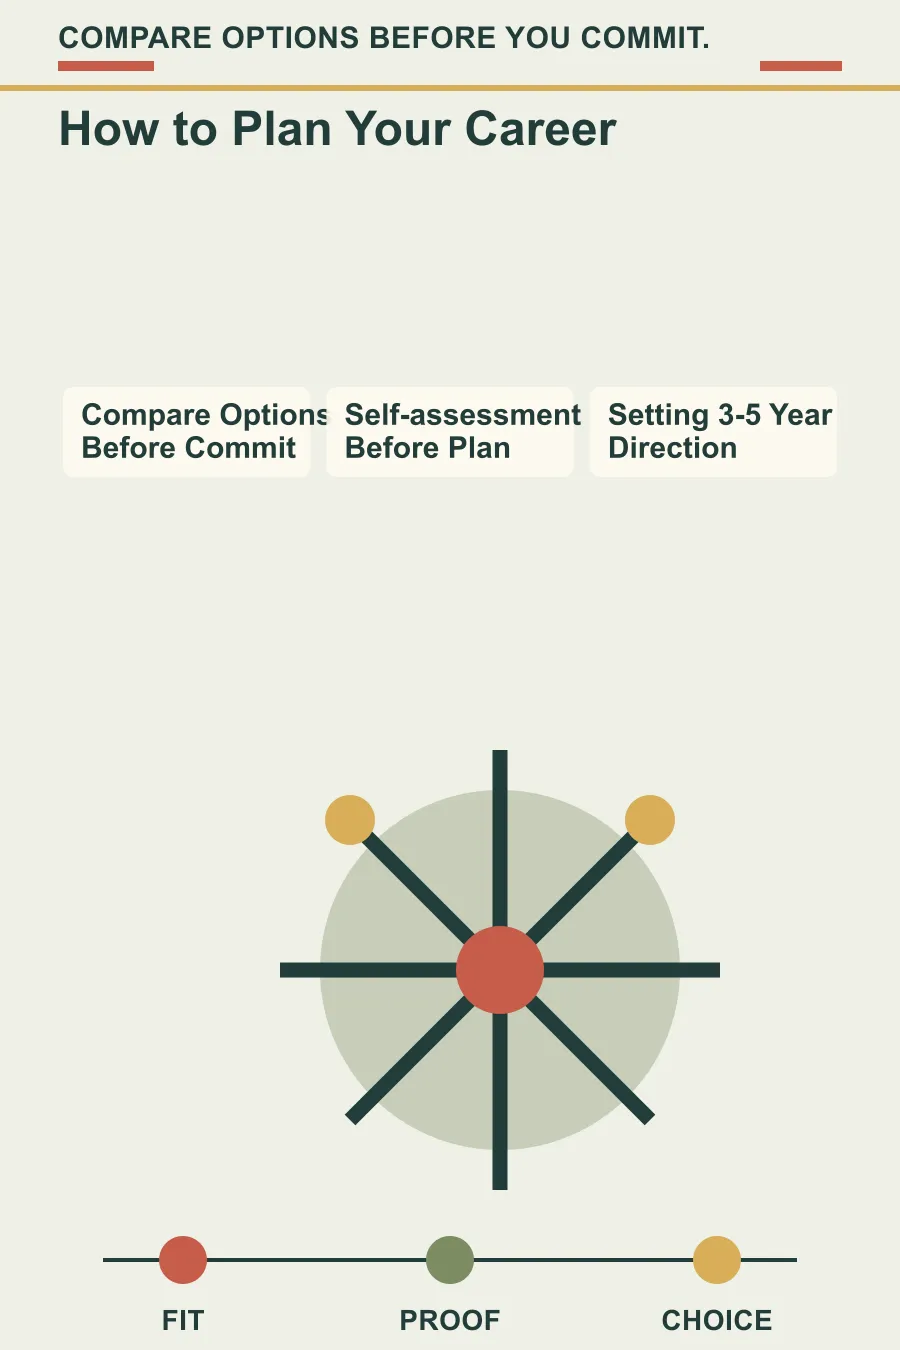 COMPARE OPTIONS BEFORE YOU COMMIT.
How to Plan Your Career
Compare Options
Before Commit
Self-assessment
Before Plan
Setting 3-5 Year
Direction
FIT
PROOF
CHOICE